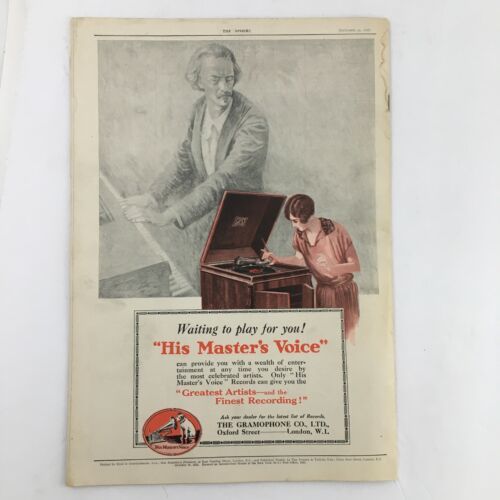 THE SPHERE
Waiting to play for you!
"His Master's Voice"
can provide you with a wealth of enter-
tainment at any time you desire by
the most celebrated artists. Only "His
Master's Voice" Records can give you the
"Greatest Artists—and the
Finest Recording!"
Ask your dealer for the latest list of Records.
THE GRAMOPHONE CO., LTD.,
Oxford Street London, W.1.
"His Master's Voice"